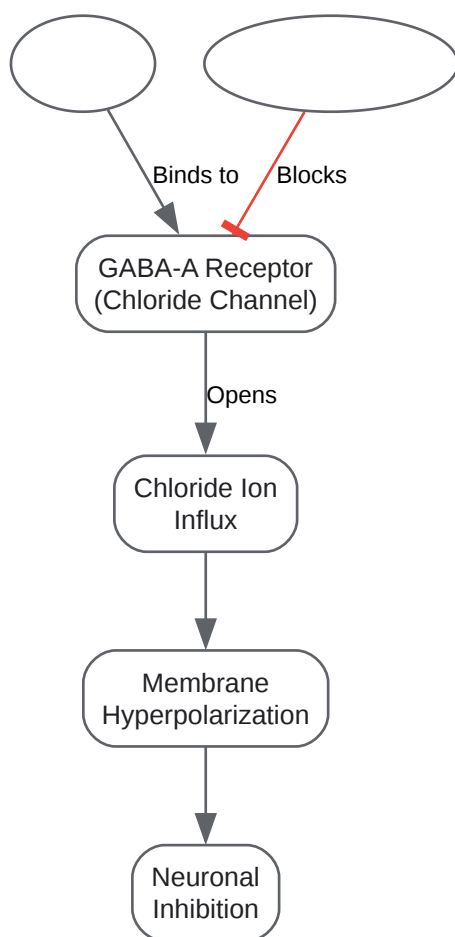 Binds to
Blocks
GABA-A Receptor
(Chloride Channel)
Opens
Chloride Ion
Influx
Membrane
Hyperpolarization
Neuronal
Inhibition